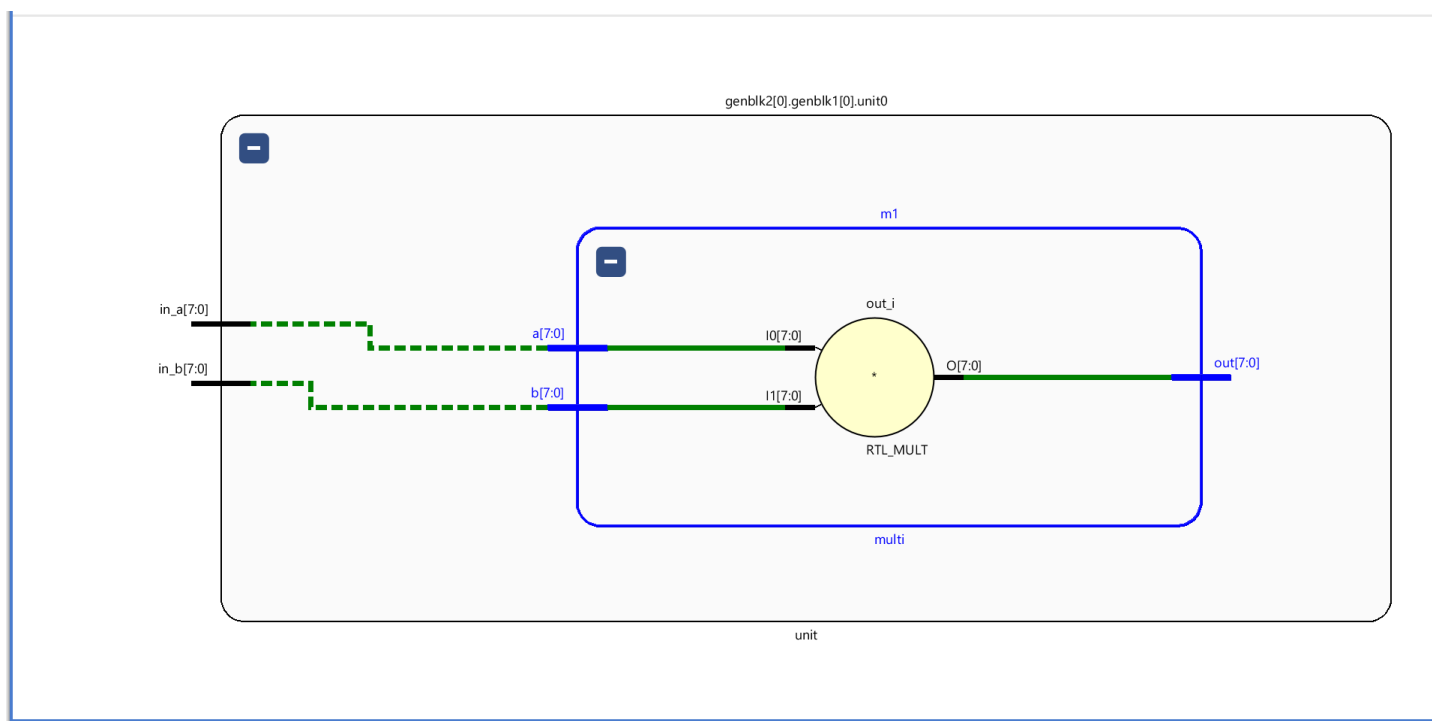 genblk2[0].genblk1[0].unit0
m1
in_a[7:0]
out_i
a[7:0]
I0[7:0]
in_b[7:0]
O[7:0]
out[7:0]
*
b[7:0]
I1[7:0]
RTL_MULT
multi
unit